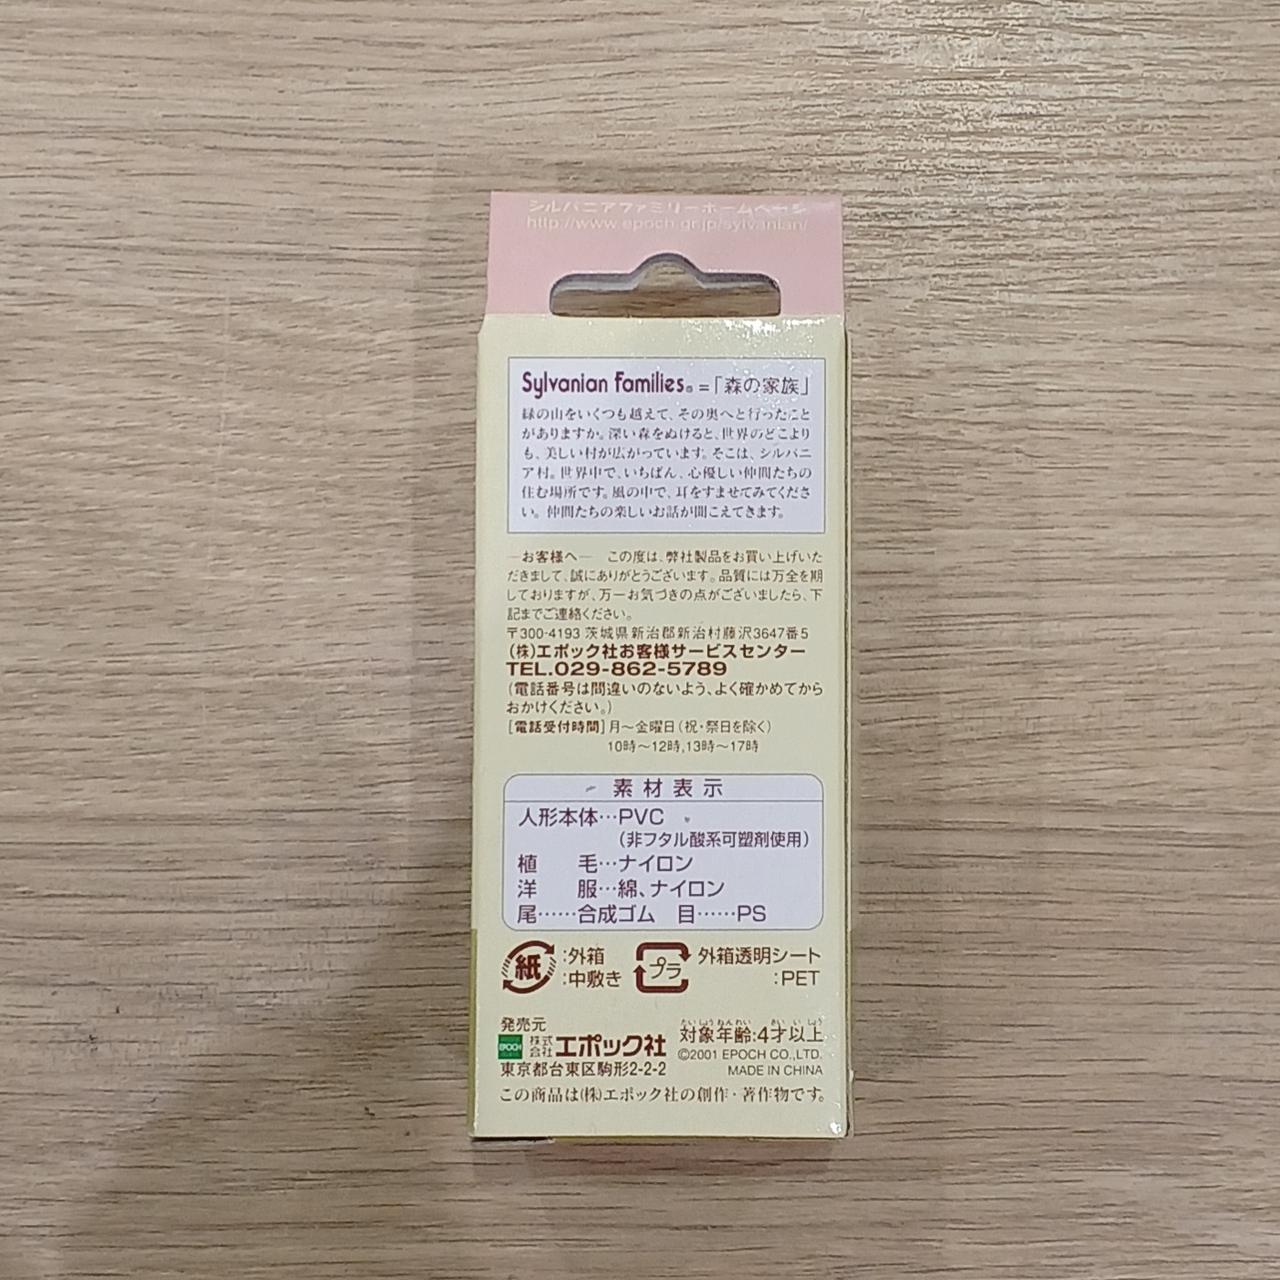 シルバニアファミリーホームページ
http://www.epoch.gr.jp/sylvanian/
Sylvanian Families®=「森の家族」
緑の山をいくつも越えて、その奥へと行ったこと
がありますか。深い森をぬけると、世界のどこより
も、美しい村が広がっています。そこは、シルバニ
ア村。世界中で、いちばん、心優しい仲間たちの
住む場所です。風の中で、耳をすませてみてくださ
い。仲間たちの楽しいお話が聞こえてきます。
―お客様へ― この度は、弊社製品をお買い上げいた
だきまして、誠にありがとうございます。品質には万全を期
しておりますが、万一お気づきの点がございましたら、下
記までご連絡ください。
〒300-4193 茨城県新治郡新治村藤沢3647番5
(株)エポック社お客様サービスセンター
TEL.029-862-5789
(電話番号は間違いのないよう、よく確かめてから
おかけください。)
[電話受付時間]月～金曜日(祝・祭日を除く)
10時～12時,13時～17時
素材表示
人形本体…PVC
(非フタル酸系可塑剤使用)
植 毛…ナイロン
洋 服…綿、ナイロン
尾……合成ゴム 目……PS
紙 :外箱 プラ 外箱透明シート
:中敷き :PET
発売元
EPOCH 株式会社エポック社
東京都台東区駒形2-2-2
たいしょうねんれい さいいじょう
対象年齢:4才以上
©2001 EPOCH CO.,LTD.
MADE IN CHINA
この商品は(株)エポック社の創作・著作物です。